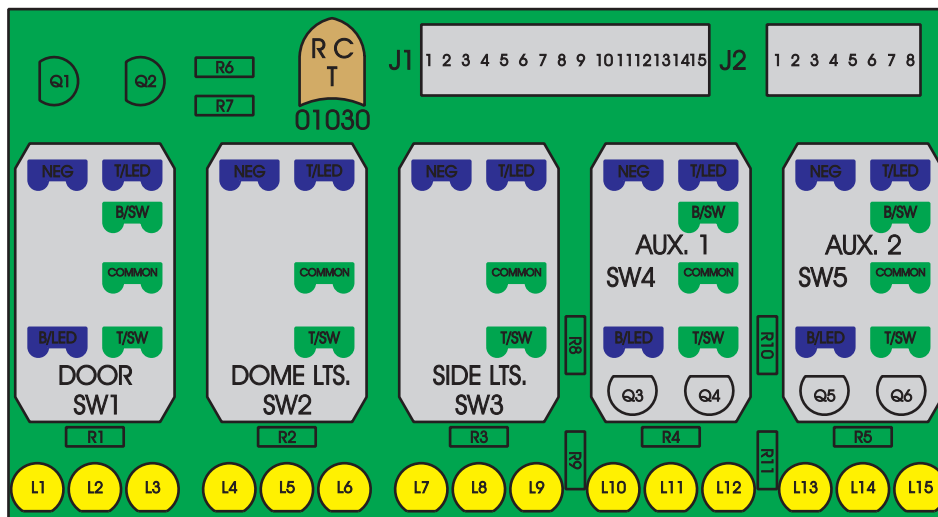 Q1 Q2 R6 R C J1 1 2 3 4 5 6 7 8 9 10 11 12 13 14 15 J2 1 2 3 4 5 6 7 8
R7 T
01030
NEG T/LED NEG T/LED NEG T/LED NEG T/LED NEG T/LED
B/SW B/SW B/SW
AUX. 1 AUX. 2
COMMON COMMON COMMON SW4 COMMON SW5 COMMON
B/LED T/SW T/SW T/SW R8 B/LED T/SW R10 B/LED T/SW
DOOR DOME LTS. SIDE LTS. Q3 Q4 Q5 Q6
SW1 SW2 SW3
R1 R2 R3 R9 R4 R11 R5
L1 L2 L3 L4 L5 L6 L7 L8 L9 L10 L11 L12 L13 L14 L15